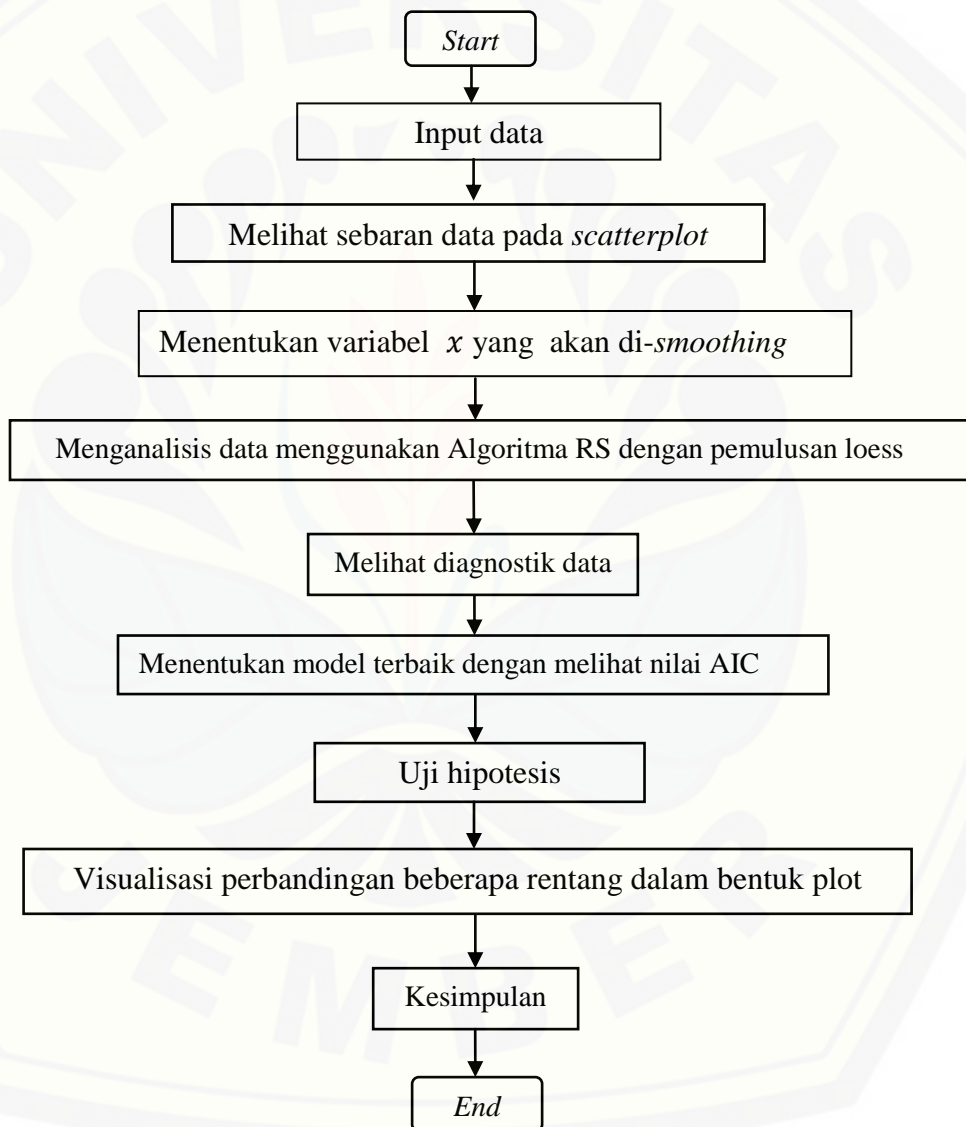 Start
Input data
Melihat sebaran data pada scatterplot
Menentukan variabel x yang akan di-smoothing
Menganalisis data menggunakan Algoritma RS dengan pemulusan loess
Melihat diagnostik data
Menentukan model terbaik dengan melihat nilai AIC
Uji hipotesis
Visualisasi perbandingan beberapa rentang dalam bentuk plot
Kesimpulan
End